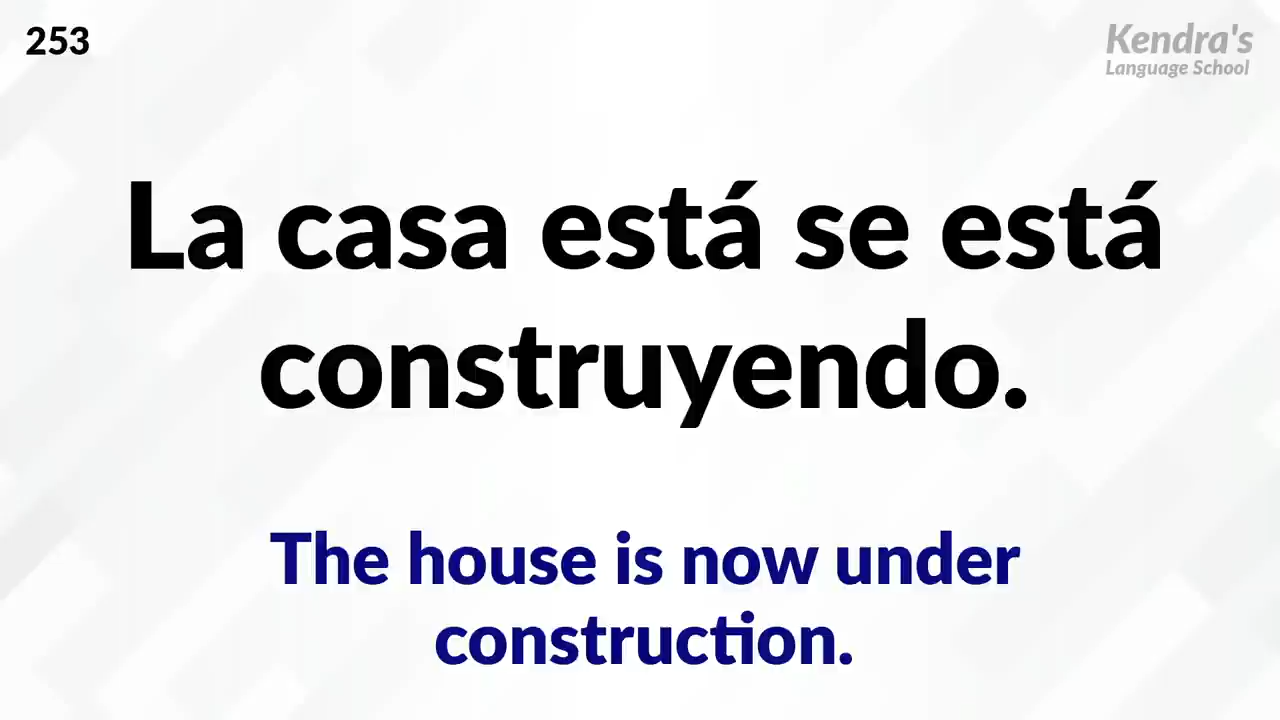 253
Kendra's
Language School
La casa está se está
construyendo.
The house is now under
construction.